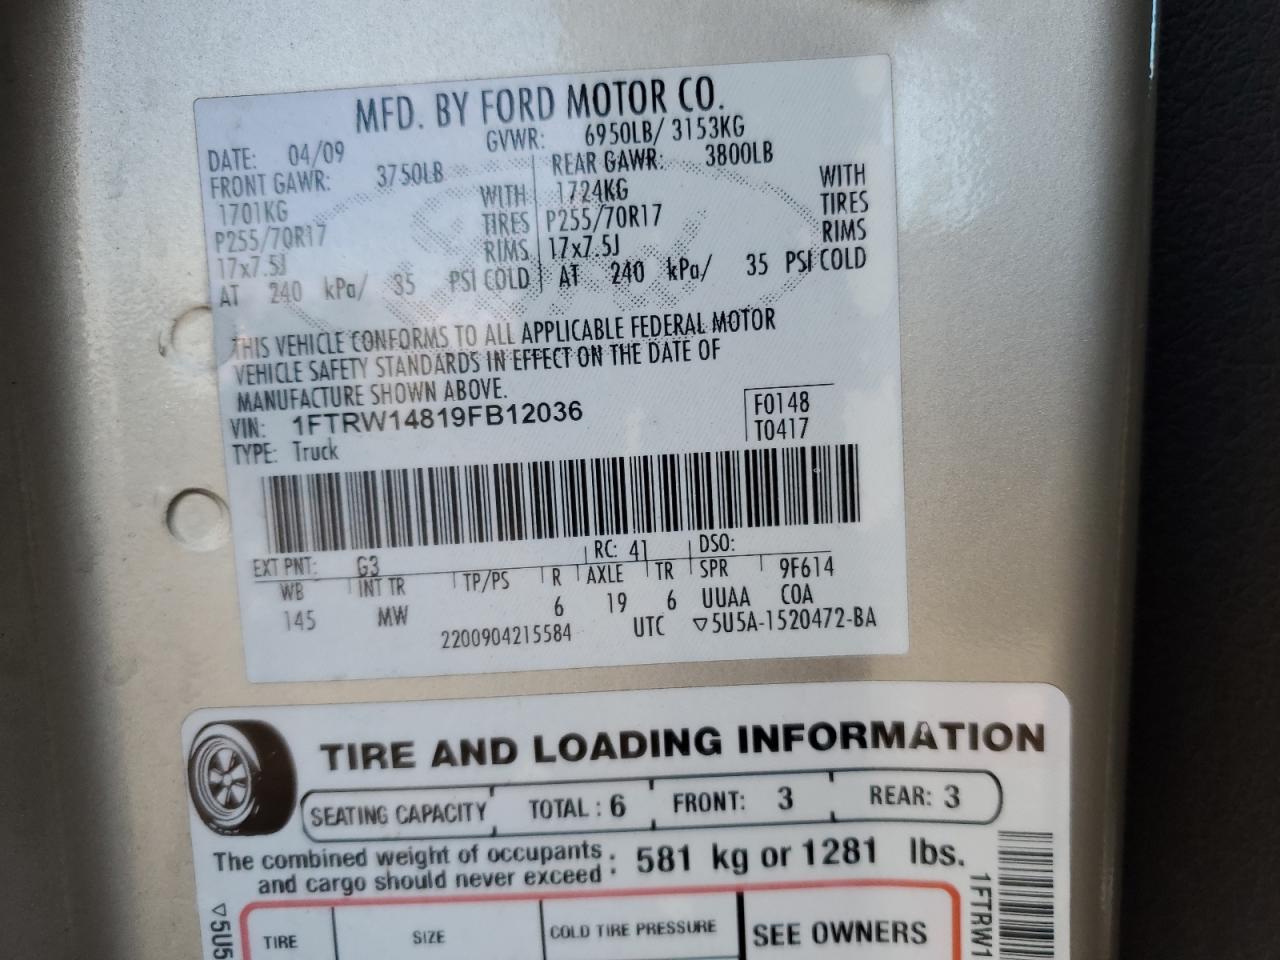 MFD. BY FORD MOTOR CO.
DATE: 04/09 GVWR: 6950LB/ 3153KG
FRONT GAWR: 3750LB REAR GAWR: 3800LB
1701KG WITH 1724KG WITH
P255/70R17 TIRES P255/70R17 TIRES
17x7.5J RIMS 17x7.5J RIMS
AT 240 kPa/ 35 PSI COLD AT 240 kPa/ 35 PSI COLD
THIS VEHICLE CONFORMS TO ALL APPLICABLE FEDERAL MOTOR
VEHICLE SAFETY STANDARDS IN EFFECT ON THE DATE OF
MANUFACTURE SHOWN ABOVE.
VIN: 1FTRW14819FB12036 F0148
TYPE: Truck T0417
EXT PNT: G3 RC: 41 DSO:
WB INT TR TP/PS R AXLE TR SPR 9F614
145 MW 6 19 6 UUAA COA
2200904215584 UTC ▽5U5A-1520472-BA
TIRE AND LOADING INFORMATION
SEATING CAPACITY TOTAL : 6 FRONT: 3 REAR: 3
The combined weight of occupants : 581 kg or 1281 lbs.
and cargo should never exceed :
TIRE SIZE COLD TIRE PRESSURE SEE OWNERS
▽5U5
1FTRW1